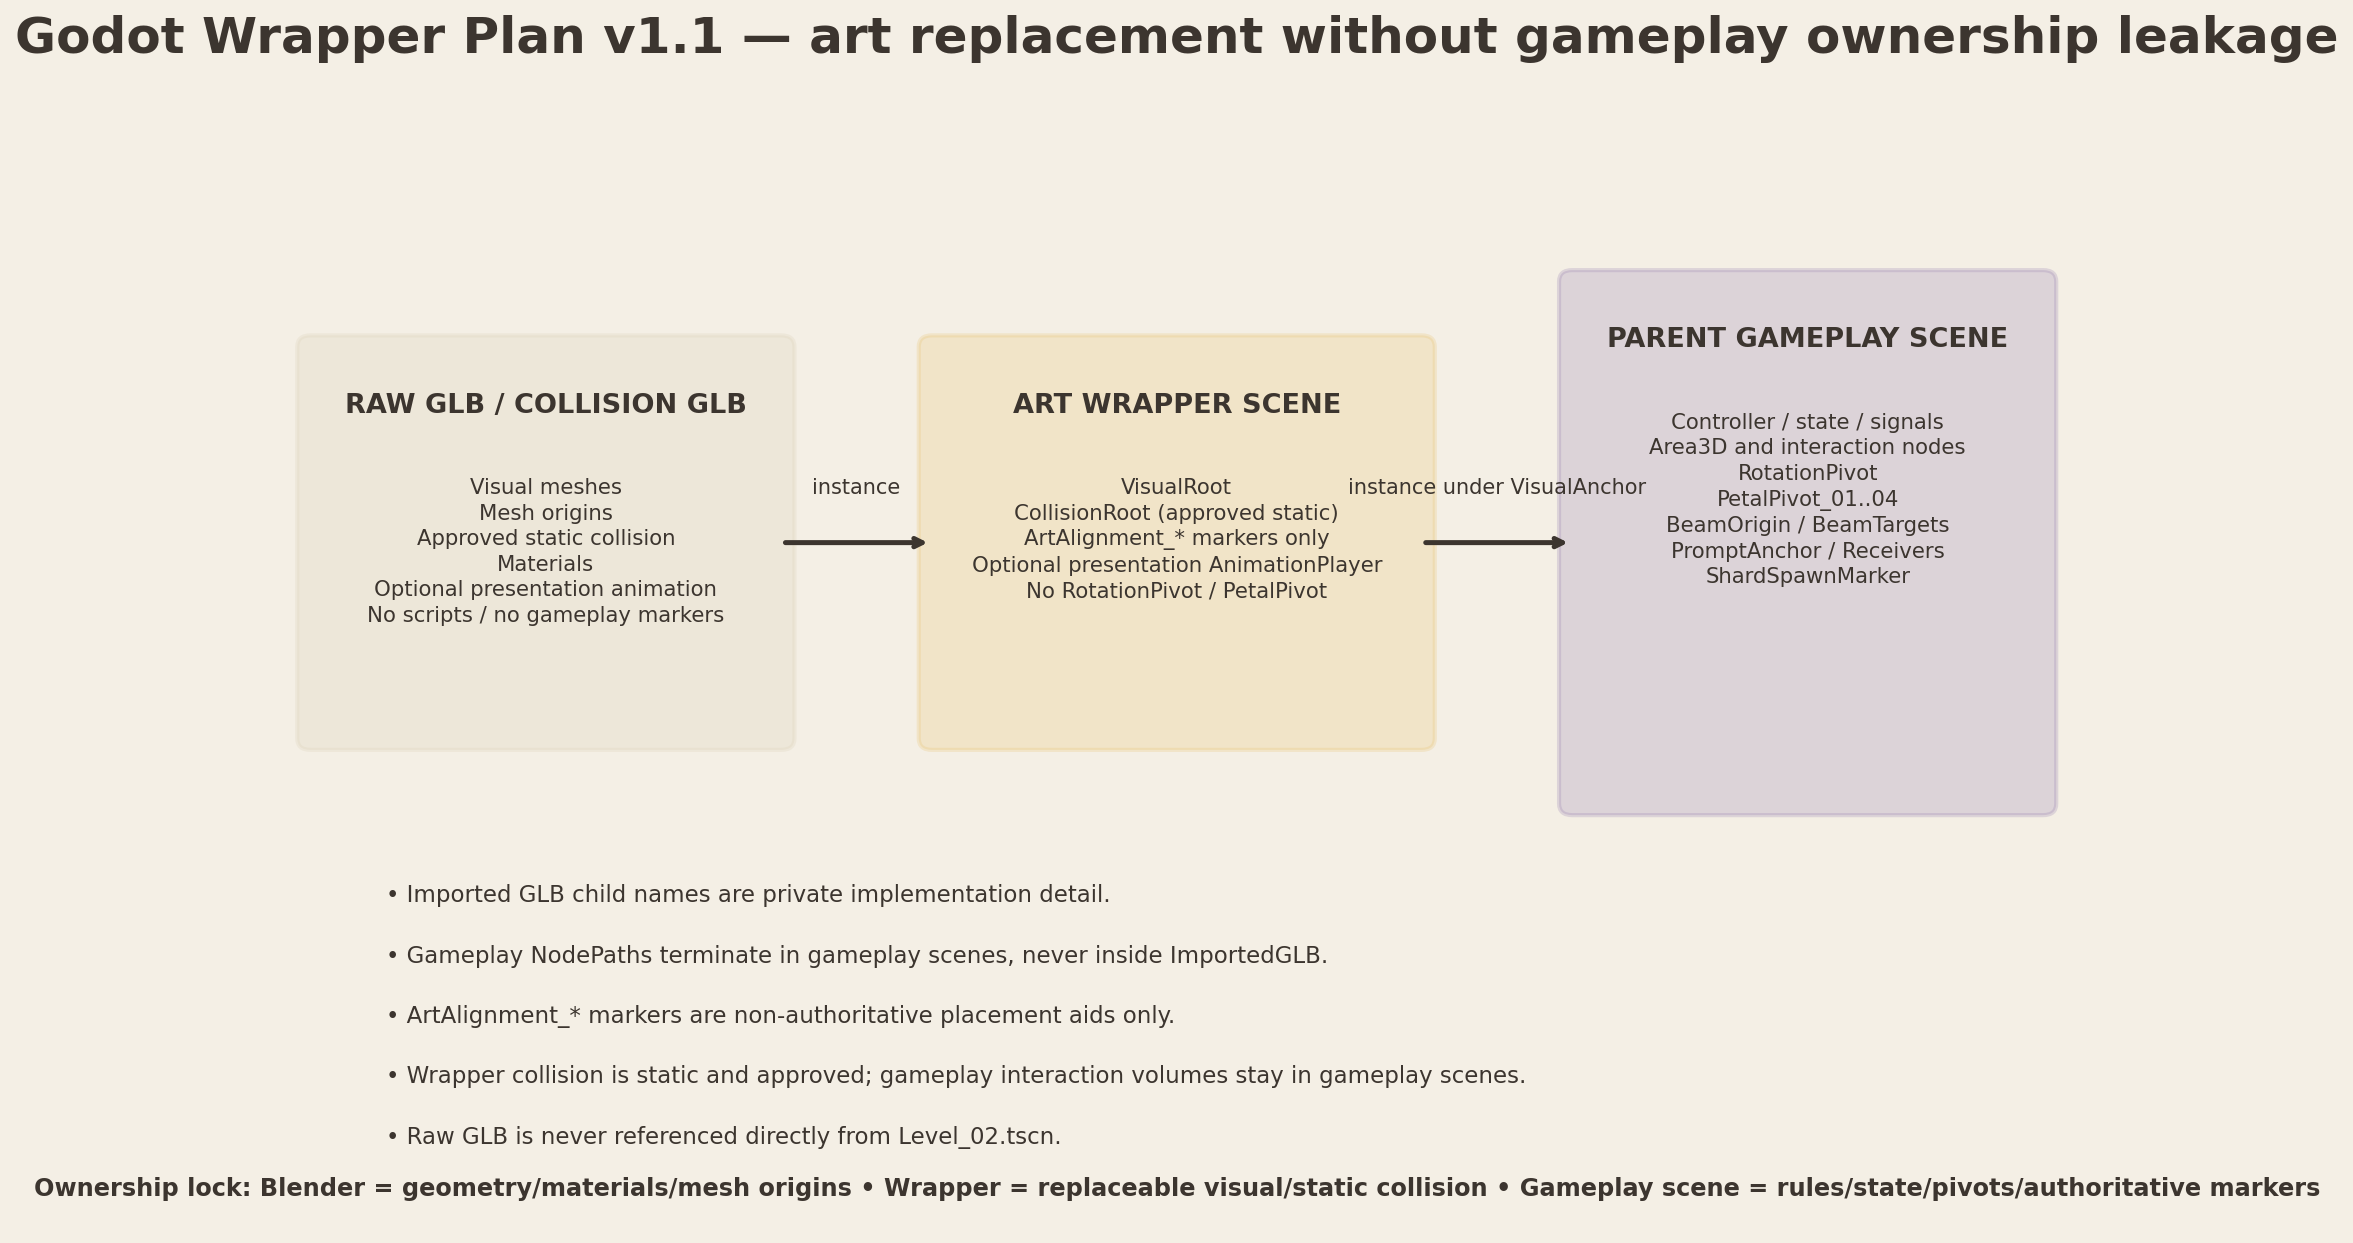 Godot Wrapper Plan v1.1 — art replacement without gameplay ownership leakage
RAW GLB / COLLISION GLB
Visual meshes
Mesh origins
Approved static collision
Materials
Optional presentation animation
No scripts / no gameplay markers
instance
ART WRAPPER SCENE
VisualRoot
CollisionRoot (approved static)
ArtAlignment_* markers only
Optional presentation AnimationPlayer
No RotationPivot / PetalPivot
instance under VisualAnchor
PARENT GAMEPLAY SCENE
Controller / state / signals
Area3D and interaction nodes
RotationPivot
PetalPivot_01..04
BeamOrigin / BeamTargets
PromptAnchor / Receivers
ShardSpawnMarker
• Imported GLB child names are private implementation detail.
• Gameplay NodePaths terminate in gameplay scenes, never inside ImportedGLB.
• ArtAlignment_* markers are non-authoritative placement aids only.
• Wrapper collision is static and approved; gameplay interaction volumes stay in gameplay scenes.
• Raw GLB is never referenced directly from Level_02.tscn.
Ownership lock: Blender = geometry/materials/mesh origins • Wrapper = replaceable visual/static collision • Gameplay scene = rules/state/pivots/authoritative markers